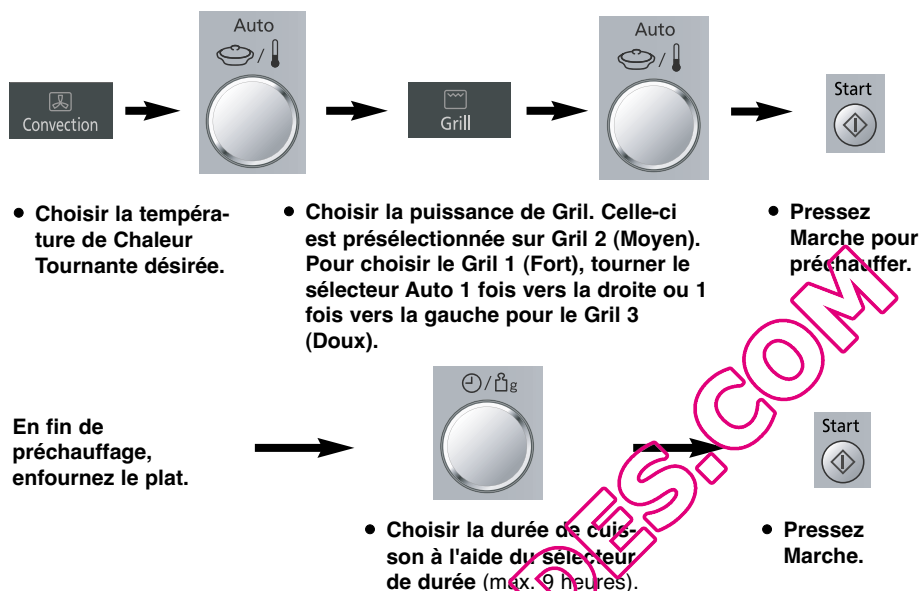 Auto
Auto
Convection
Grill
Start
• Choisir la tempéra-
ture de Chaleur
Tournante désirée.
• Choisir la puissance de Gril. Celle-ci
est présélectionnée sur Gril 2 (Moyen).
Pour choisir le Gril 1 (Fort), tourner le
sélecteur Auto 1 fois vers la droite ou 1
fois vers la gauche pour le Gril 3
(Doux).
• Pressez
Marche pour
préchauffer.
En fin de
préchauffage,
enfournez le plat.
g
Start
• Choisir la durée de cuis-
son à l'aide du sélecteur
de durée (max. 9 heures).
• Pressez
Marche.
DES.COM